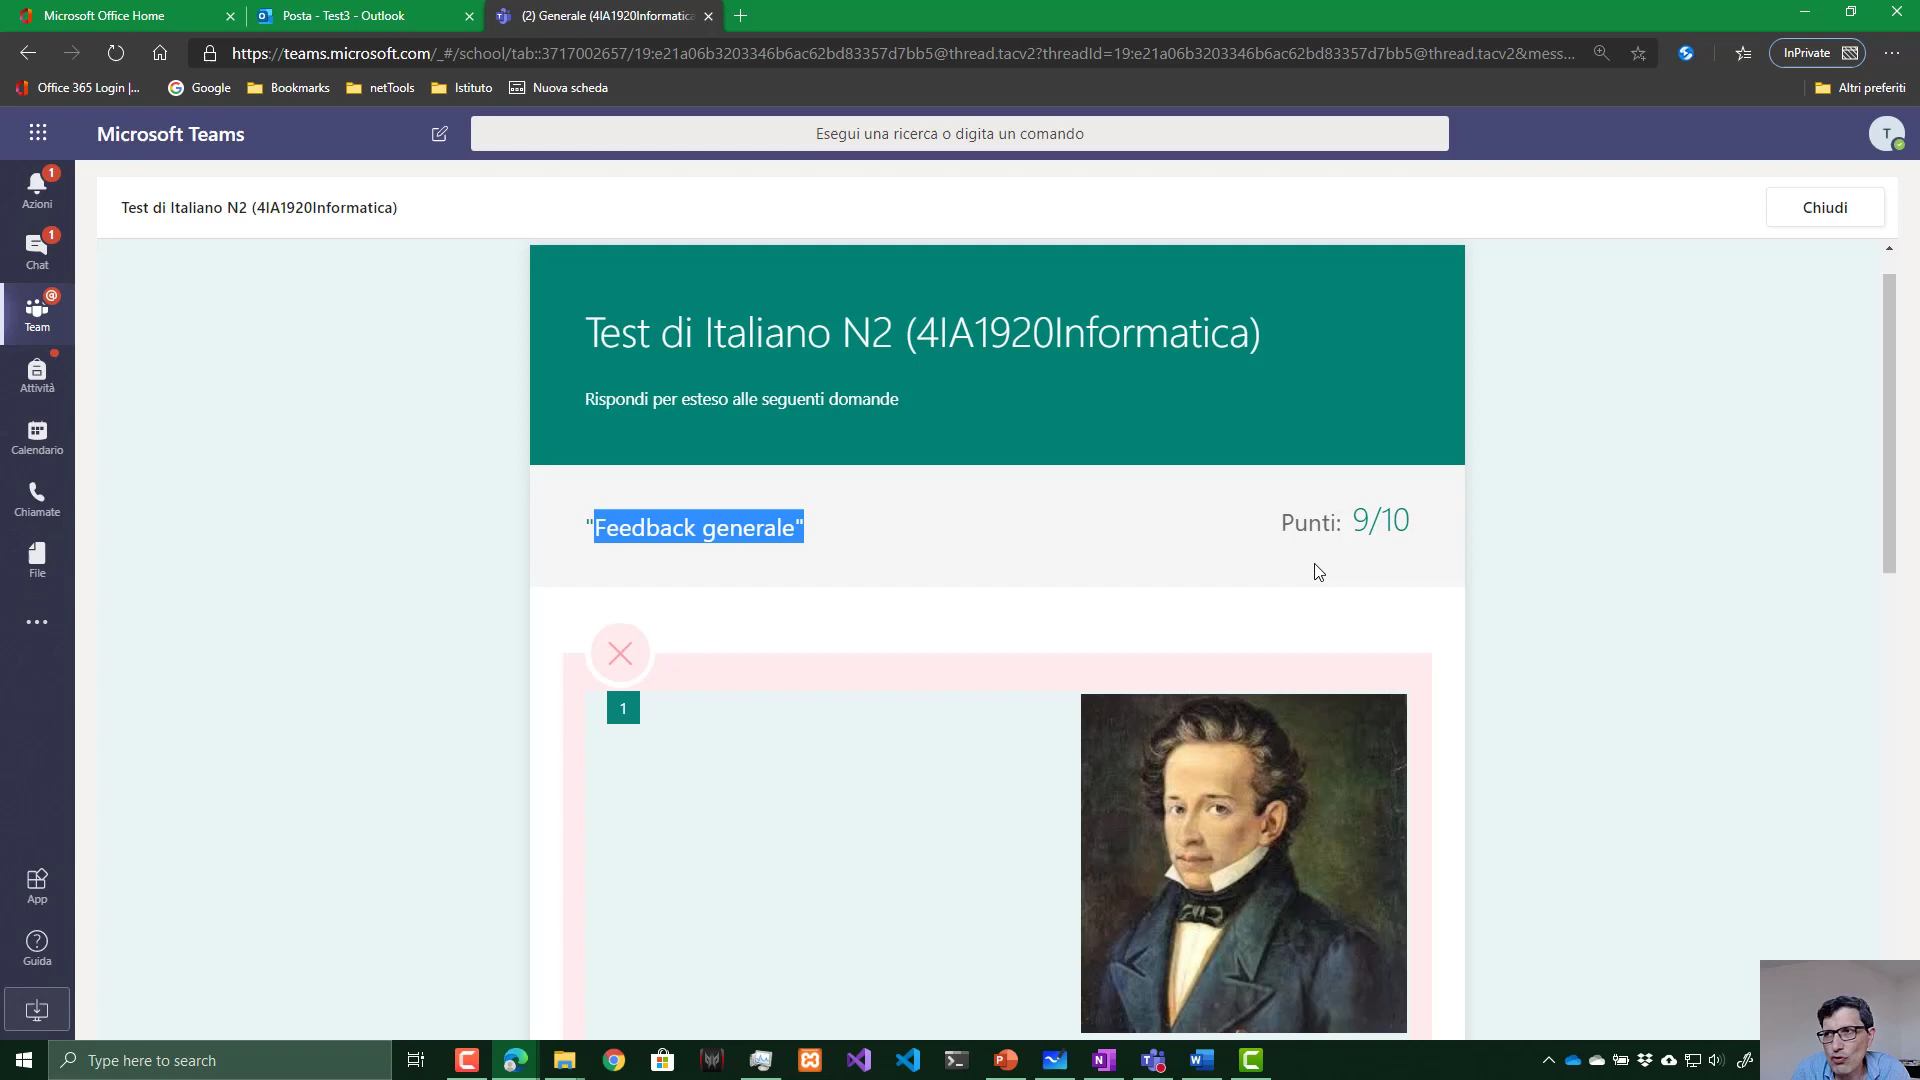 Microsoft Office Home
Posta - Test3 - Outlook
(2) Generale (4IA1920Informatica
https://teams.microsoft.com/_#/school/tab::3717002657/19:e21a06b3203346b6ac62bd83357d7bb5@thread.tacv2?threadId=19:e21a06b3203346b6ac62bd83357d7bb5@thread.tacv2&mess...
InPrivate
Office 365 Login |...
Google
Bookmarks
netTools
Istituto
Nuova scheda
Altri preferiti
Microsoft Teams
Esegui una ricerca o digita un comando
T
1
Azioni
1
Chat
@
Team
Attività
Calendario
Chiamate
File
App
Guida
Test di Italiano N2 (4IA1920Informatica)
Chiudi
Test di Italiano N2 (4IA1920Informatica)
Rispondi per esteso alle seguenti domande
"Feedback generale"
Punti: 9/10
1
Type here to search